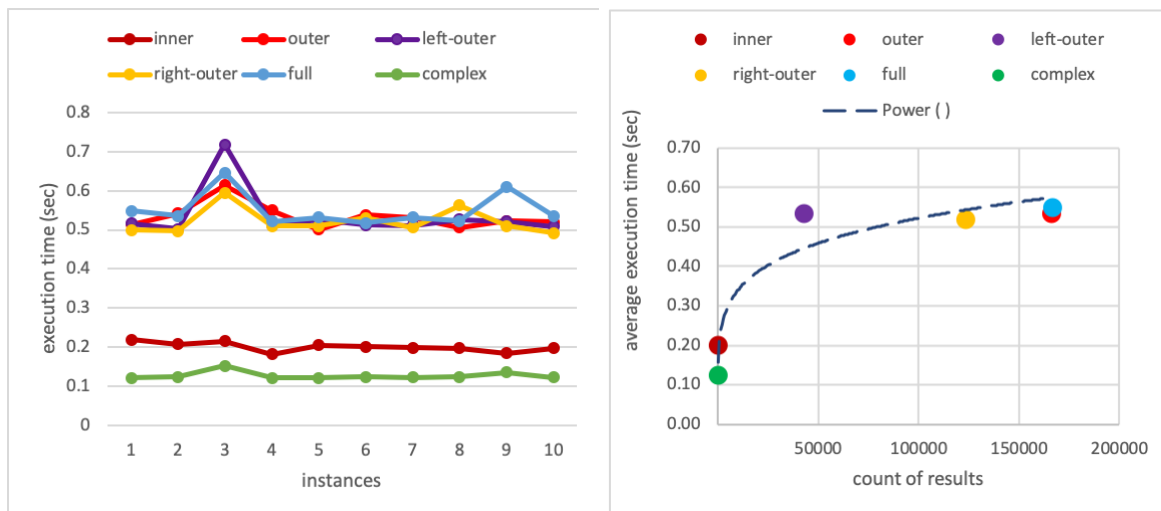 inner outer left-outer
right-outer full complex
0.8
0.7
0.6
0.5
0.4
0.3
0.2
0.1
0
execution time (sec)
1 2 3 4 5 6 7 8 9 10
instances
inner outer left-outer
right-outer full complex
Power ( )
0.70
0.60
0.50
0.40
0.30
0.20
0.10
0.00
average execution time (sec)
50000 100000 150000 200000
count of results